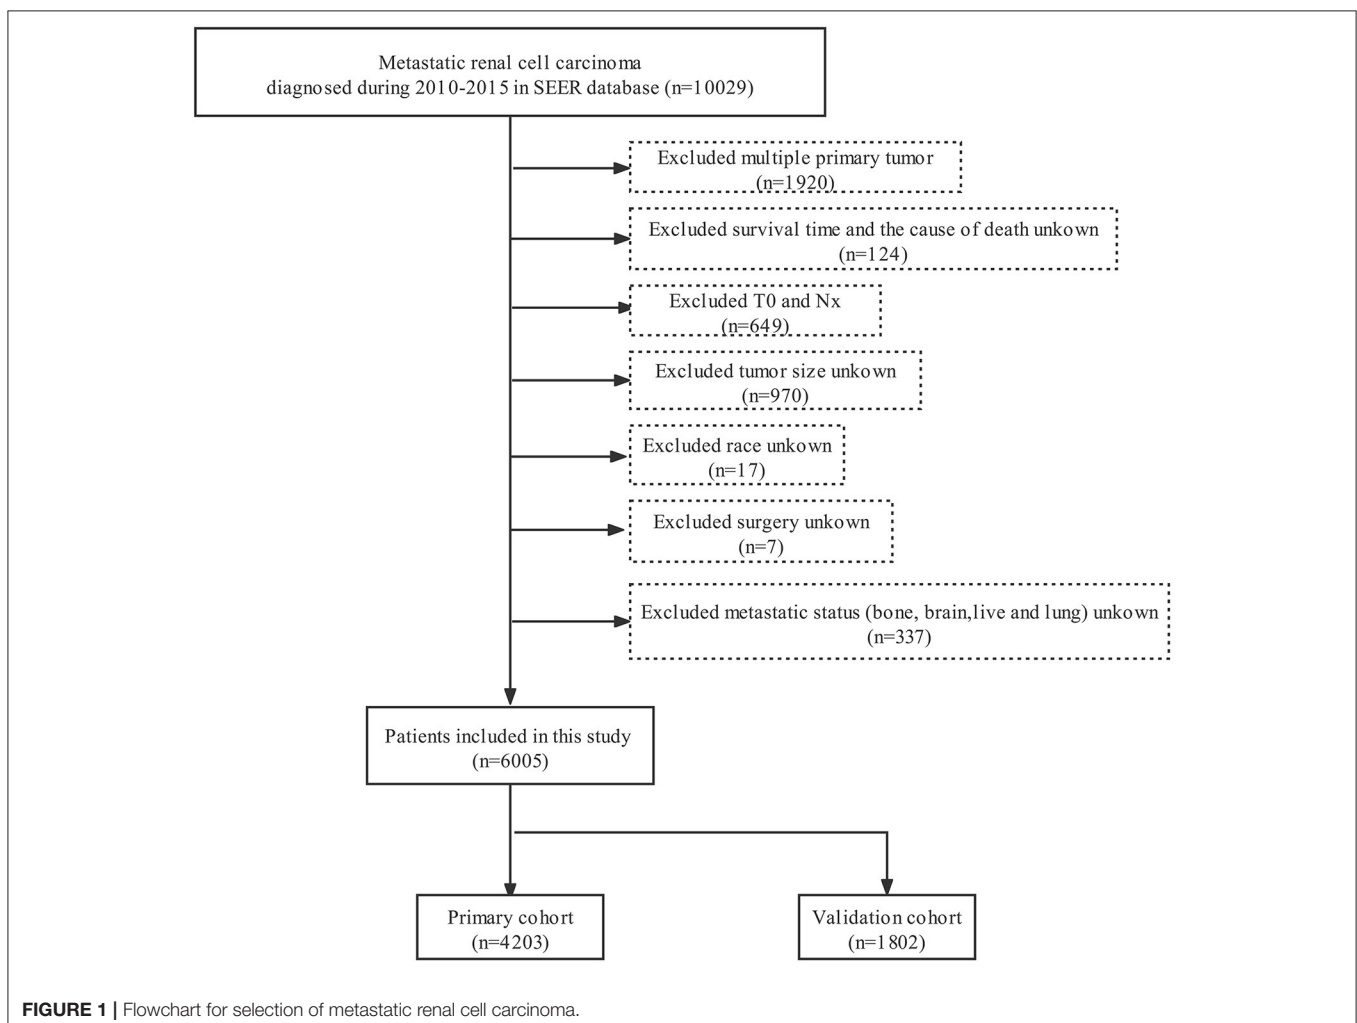 Metastatic renal cell carcinoma
diagnosed during 2010-2015 in SEER database (n=10029)
Excluded multiple primary tumor
(n=1920)
Excluded survival time and the cause of death unkown
(n=124)
Excluded T0 and Nx
(n=649)
Excluded tumor size unkown
(n=970)
Excluded race unkown
(n=17)
Excluded surgery unkown
(n=7)
Excluded metastatic status (bone, brain,live and lung) unkown
(n=337)
Patients included in this study
(n=6005)
Primary cohort
(n=4203)
Validation cohort
(n=1802)
FIGURE 1 | Flowchart for selection of metastatic renal cell carcinoma.